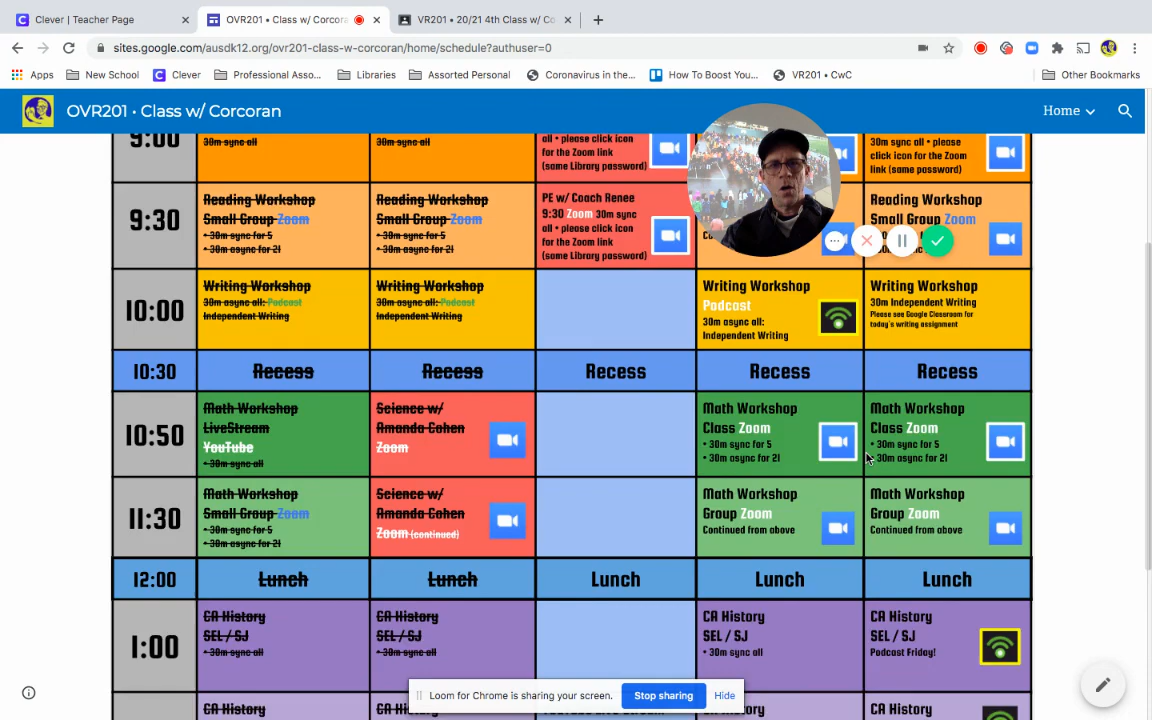 Clever | Teacher Page
OVR201 • Class w/ Corcora
VR201 • 20/21 4th Class w/ Co
sites.google.com/ausdk12.org/ovr201-class-w-corcoran/home/schedule?authuser=0
Apps
New School
Clever
Professional Asso...
Libraries
Assorted Personal
Coronavirus in the...
How To Boost You...
VR201 • CwC
Other Bookmarks
OVR201 • Class w/ Corcoran
Home
9:00
30m sync all
30m sync all
all • please click icon
for the Zoom link
(same Library password)
30m sync all • please
click icon for the Zoom
link (same password)
9:30
Reading Workshop
Small Group Zoom
• 30m sync for 5
• 30m async for 21
Reading Workshop
Small Group Zoom
• 30m sync for 5
• 30m async for 21
PE w/ Coach Renee
9:30 Zoom 30m sync
all • please click icon
for the Zoom link
(same Library password)
Reading Workshop
Small Group Zoom
10:00
Writing Workshop
30m async all: Podcast
Independent Writing
Writing Workshop
30m async all: Podcast
Independent Writing
Writing Workshop
Podcast
30m async all:
Independent Writing
Writing Workshop
30m Independent Writing
Please see Google Classroom for
today's writing assignment
10:30
Recess
Recess
Recess
Recess
Recess
10:50
Math Workshop
LiveStream
YouTube
• 30m sync all
Science w/
Amanda Cohen
Zoom
Math Workshop
Class Zoom
• 30m sync for 5
• 30m async for 21
Math Workshop
Class Zoom
• 30m sync for 5
• 30m async for 21
11:30
Math Workshop
Small Group Zoom
• 30m sync for 5
• 30m async for 21
Science w/
Amanda Cohen
Zoom (continued)
Math Workshop
Group Zoom
Continued from above
Math Workshop
Group Zoom
Continued from above
12:00
Lunch
Lunch
Lunch
Lunch
Lunch
1:00
CA History
SEL / SJ
• 30m sync all
CA History
SEL / SJ
• 30m sync all
CA History
SEL / SJ
• 30m sync all
CA History
SEL / SJ
Podcast Friday!
CA History
CA History
CA History
CA History
Loom for Chrome is sharing your screen.
Stop sharing
Hide